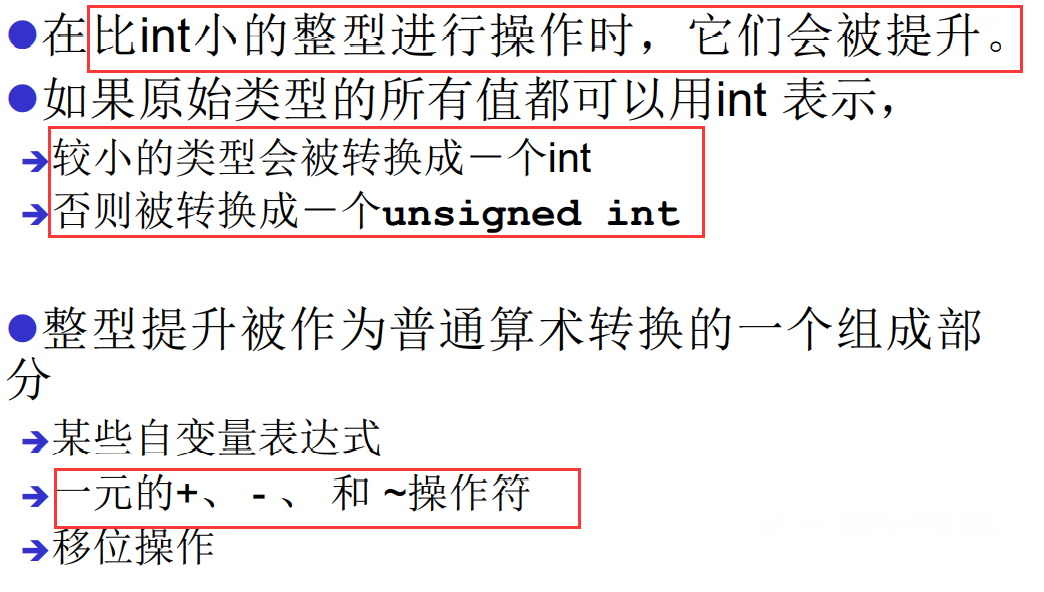 ●在比int小的整型进行操作时，它们会被提升。
●如果原始类型的所有值都可以用int 表示，
➔较小的类型会被转换成－个int
➔否则被转换成－个unsigned int
●整型提升被作为普通算术转换的一个组成部
分
➔某些自变量表达式
➔一元的+、 - 、 和 ~操作符
➔移位操作